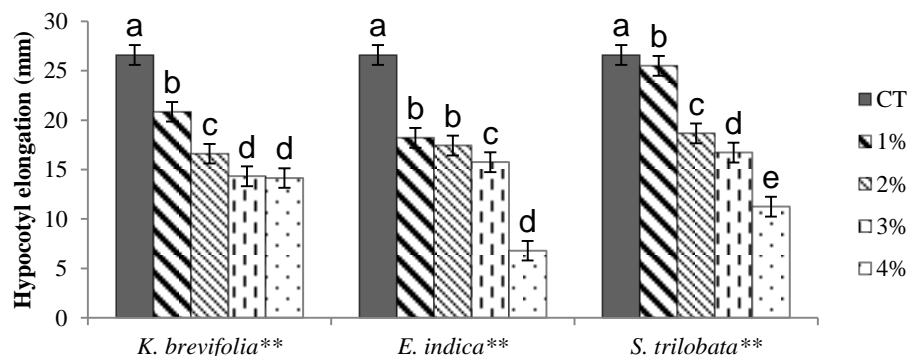 Hypocotyl elongation (mm)
30
25
20
15
10
5
0
a
b
c
d
d
a
b
b
c
d
a
b
c
d
e
K. brevifolia**
E. indica**
S. trilobata**
CT
1%
2%
3%
4%